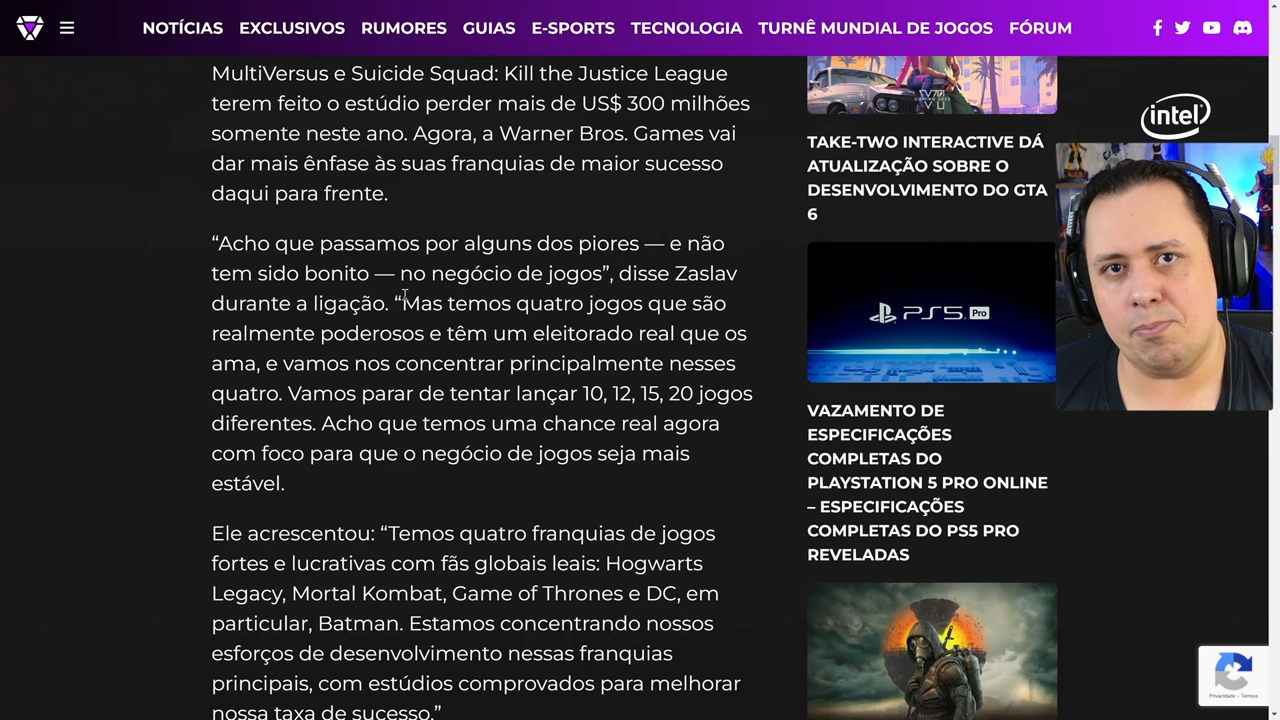 NOTÍCIAS EXCLUSIVOS RUMORES GUIAS E-SPORTS TECNOLOGIA TURNÊ MUNDIAL DE JOGOS FÓRUM
MultiVersus e Suicide Squad: Kill the Justice League
terem feito o estúdio perder mais de US$ 300 milhões
somente neste ano. Agora, a Warner Bros. Games vai
dar mais ênfase às suas franquias de maior sucesso
daqui para frente.
“Acho que passamos por alguns dos piores — e não
tem sido bonito — no negócio de jogos”, disse Zaslav
durante a ligação. “Mas temos quatro jogos que são
realmente poderosos e têm um eleitorado real que os
ama, e vamos nos concentrar principalmente nesses
quatro. Vamos parar de tentar lançar 10, 12, 15, 20 jogos
diferentes. Acho que temos uma chance real agora
com foco para que o negócio de jogos seja mais
estável.
Ele acrescentou: “Temos quatro franquias de jogos
fortes e lucrativas com fãs globais leais: Hogwarts
Legacy, Mortal Kombat, Game of Thrones e DC, em
particular, Batman. Estamos concentrando nossos
esforços de desenvolvimento nessas franquias
principais, com estúdios comprovados para melhorar
nossa taxa de sucesso.”
VI
TAKE-TWO INTERACTIVE DÁ
ATUALIZAÇÃO SOBRE O
DESENVOLVIMENTO DO GTA
6
PS5 Pro
VAZAMENTO DE
ESPECIFICAÇÕES
COMPLETAS DO
PLAYSTATION 5 PRO ONLINE
– ESPECIFICAÇÕES
COMPLETAS DO PS5 PRO
REVELADAS
intel
Privacidade - Termos